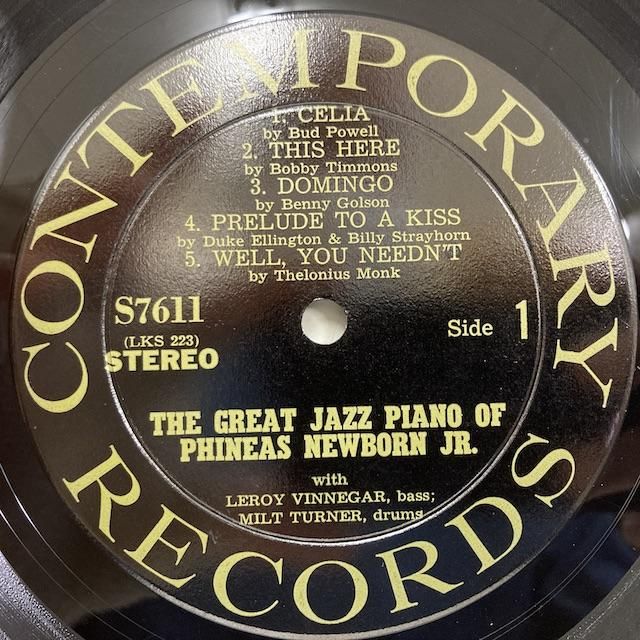 CONTEMPORARY
1. CELIA
by Bud Powell
2. THIS HERE
by Bobby Timmons
3. DOMINGO
by Benny Golson
4. PRELUDE TO A KISS
by Duke Ellington & Billy Strayhorn
5. WELL, YOU NEEDN'T
by Thelonius Monk
S7611
(LKS 223)
STEREO
Side 1
THE GREAT JAZZ PIANO OF
PHINEAS NEWBORN JR.
with
LEROY VINNEGAR, bass;
MILT TURNER, drums
RECORDS